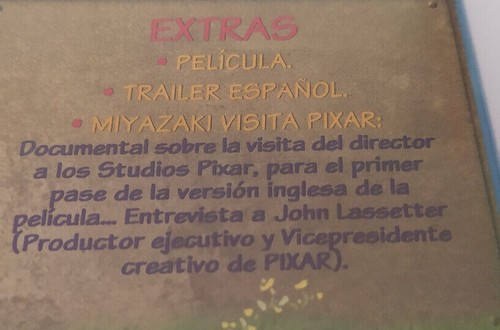 EXTRAS
• PELÍCULA.
• TRAILER ESPAÑOL.
• MIYAZAKI VISITA PIXAR:
Documental sobre la visita del director
a los Studios Pixar, para el primer
pase de la versión inglesa de la
película... Entrevista a John Lassetter
(Productor ejecutivo y Vicepresidente
creativo de PIXAR).